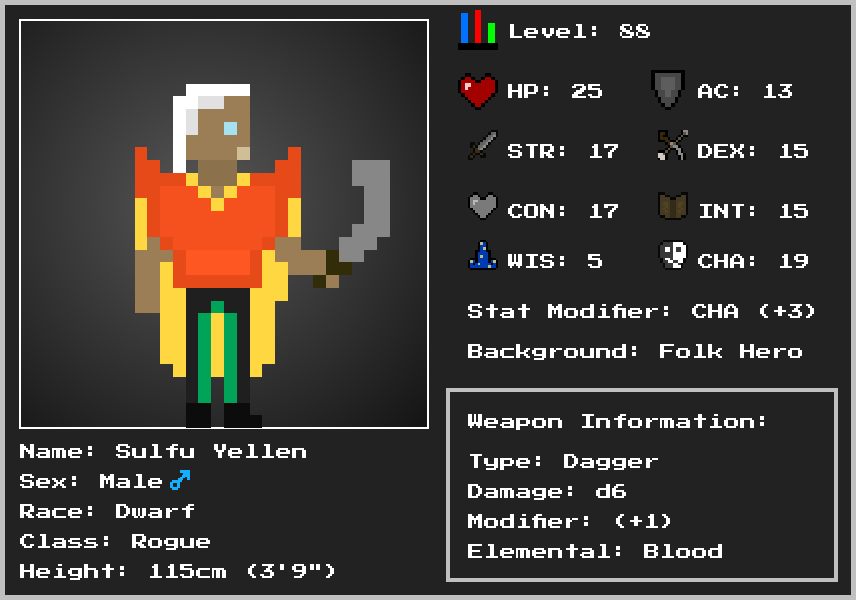 Level: 88
HP: 25 AC: 13
STR: 17 DEX: 15
CON: 17 INT: 15
WIS: 5 CHA: 19
Stat Modifier: CHA (+3)
Background: Folk Hero
Weapon Information:
Type: Dagger
Damage: d6
Modifier: (+1)
Elemental: Blood
Name: Sulfu Yellen
Sex: Male♂
Race: Dwarf
Class: Rogue
Height: 115cm (3'9")